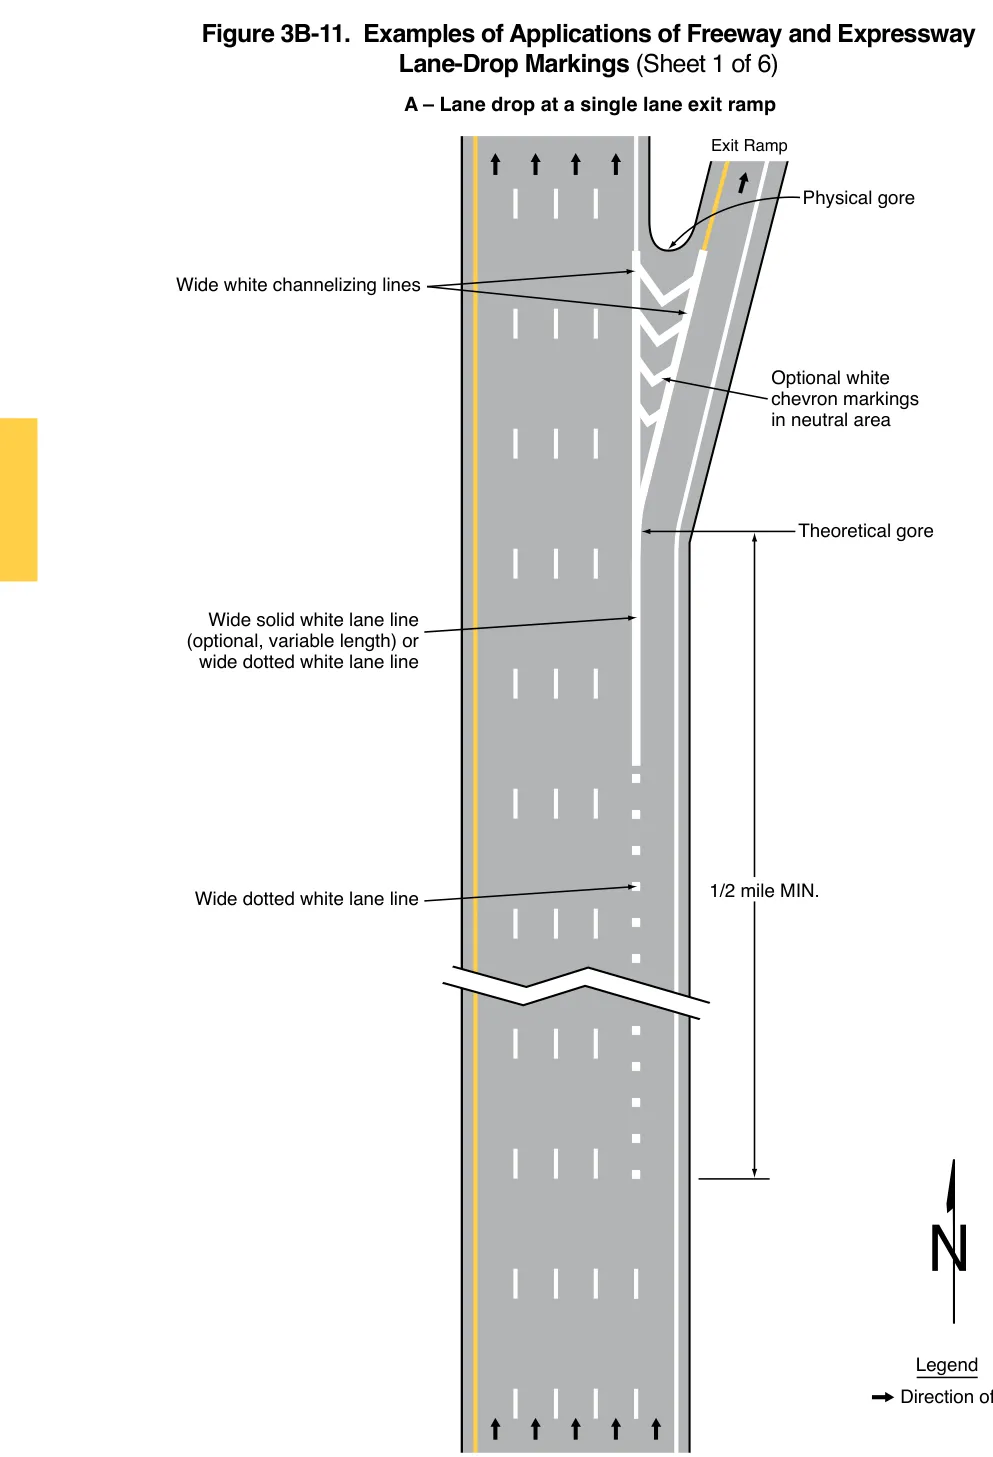 Figure 3B-11. Examples of Applications of Freeway and Expressway
Lane-Drop Markings (Sheet 1 of 6)
A – Lane drop at a single lane exit ramp
Exit Ramp
Physical gore
Wide white channelizing lines
Optional white
chevron markings
in neutral area
Theoretical gore
Wide solid white lane line
(optional, variable length) or
wide dotted white lane line
1/2 mile MIN.
Wide dotted white lane line
N
Legend
Direction of